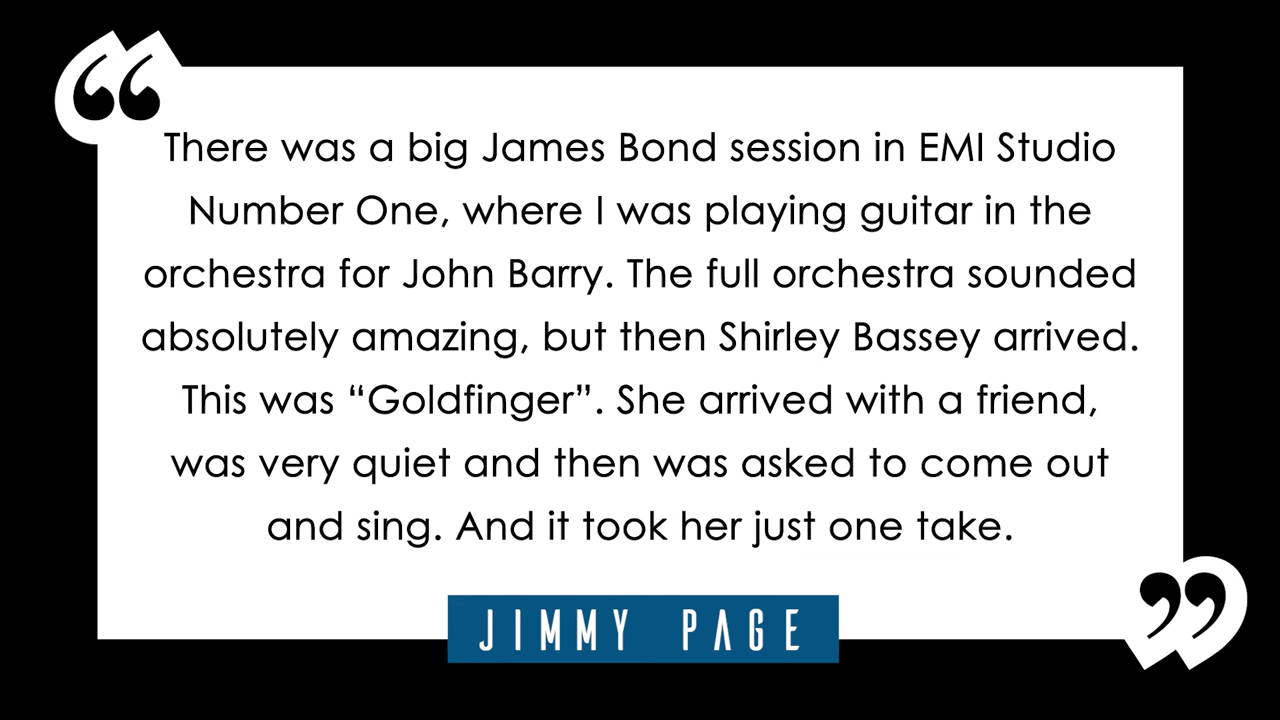 There was a big James Bond session in EMI Studio
Number One, where I was playing guitar in the
orchestra for John Barry. The full orchestra sounded
absolutely amazing, but then Shirley Bassey arrived.
This was “Goldfinger”. She arrived with a friend,
was very quiet and then was asked to come out
and sing. And it took her just one take.
JIMMY PAGE